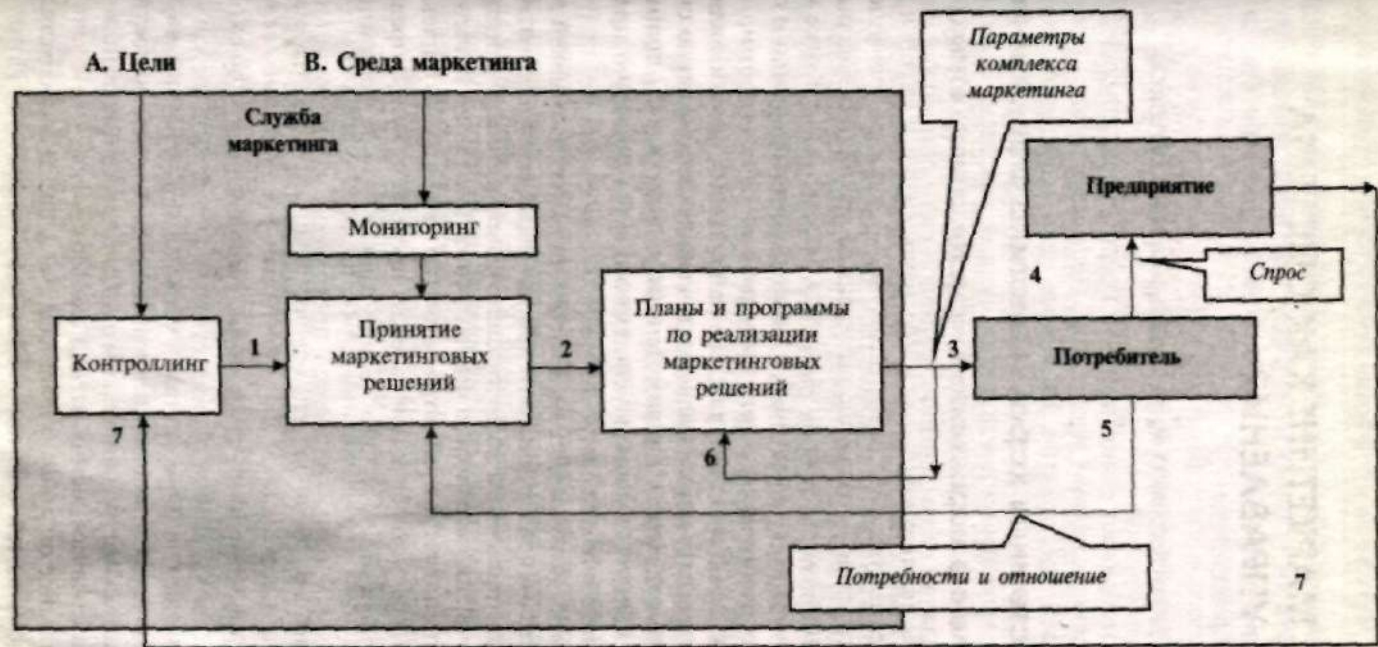 А. Цели
В. Среда маркетинга
Параметры
комплекса
маркетинга
Служба
маркетинга
Предприятие
Мониторинг
4
Спрос
Контроллинг
1
Принятие
маркетинговых
решений
2
Планы и программы
по реализации
маркетинговых
решений
3
Потребитель
7
6
5
Потребности и отношение
7